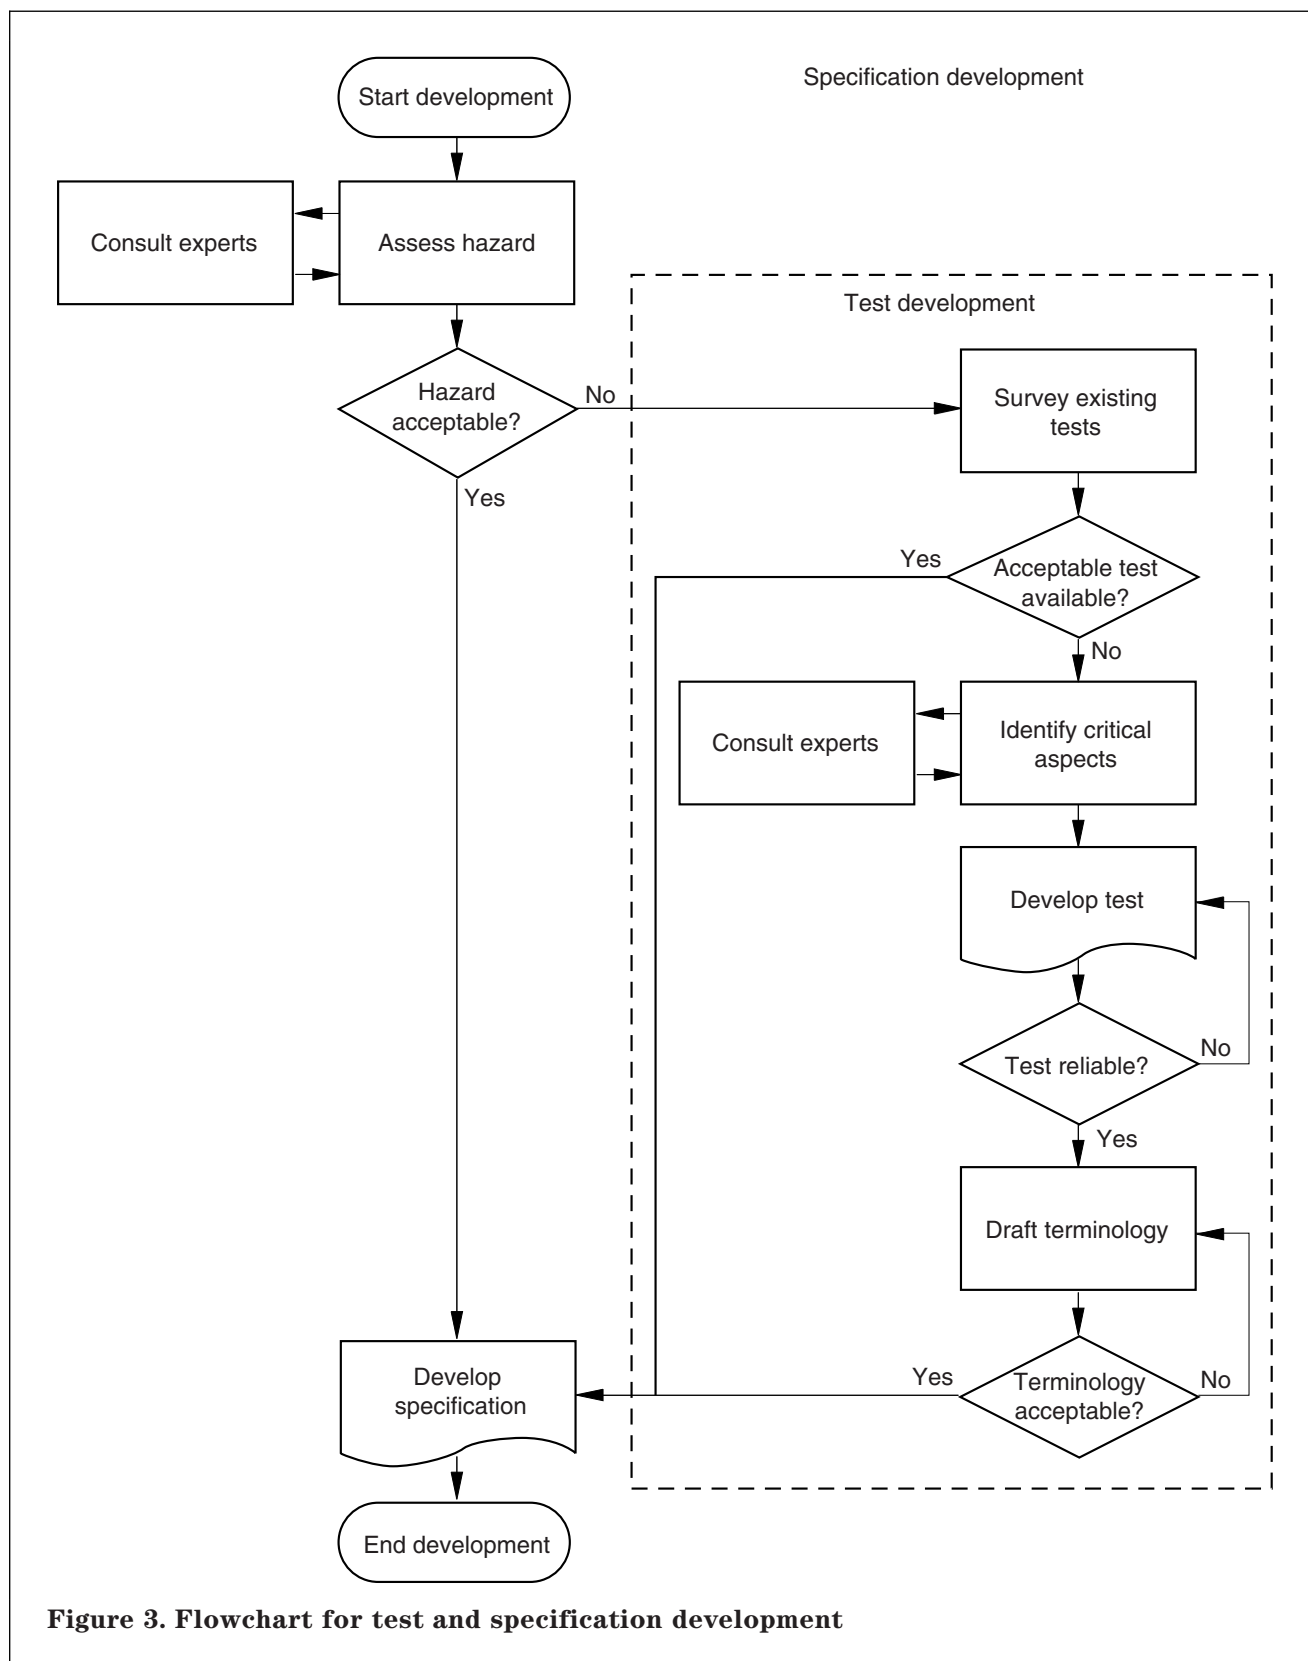 Start development
Specification development
Consult experts
Assess hazard
Test development
Hazard
acceptable?
No
Yes
Survey existing
tests
Acceptable test
available?
Yes
No
Consult experts
Identify critical
aspects
Develop test
Test reliable?
No
Yes
Draft terminology
Terminology
acceptable?
No
Yes
Develop
specification
End development
Figure 3. Flowchart for test and specification development